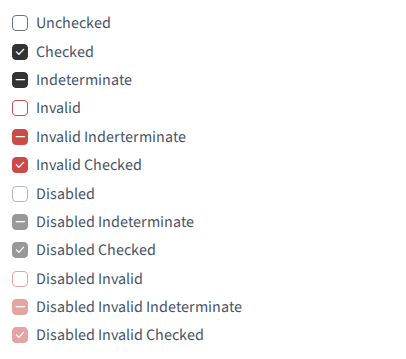 Unchecked
Checked
Indeterminate
Invalid
Invalid Inderterminate
Invalid Checked
Disabled
Disabled Indeterminate
Disabled Checked
Disabled Invalid
Disabled Invalid Indeterminate
Disabled Invalid Checked